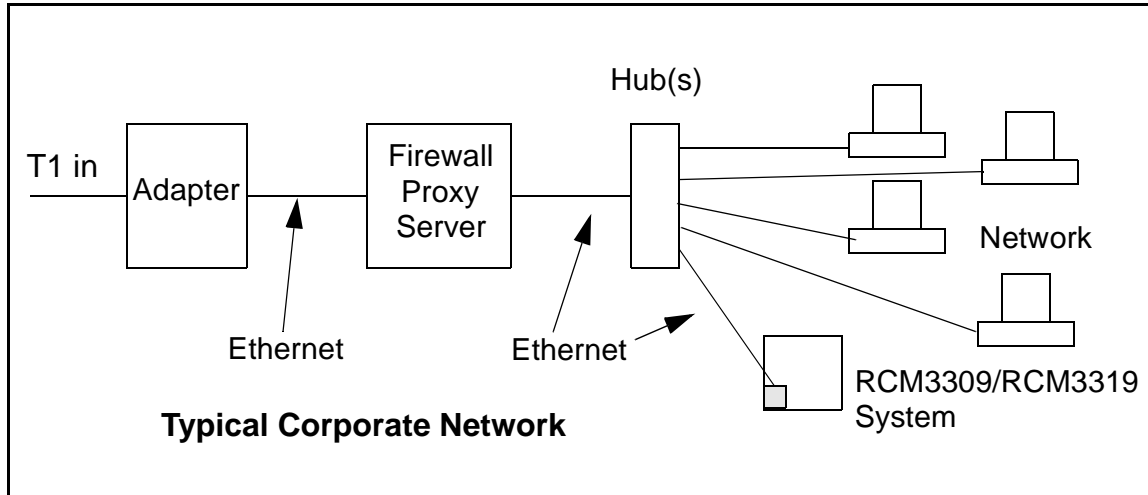 Hub(s)
T1 in
Adapter
Firewall
Proxy
Server
Network
Ethernet
Ethernet
RCM3309/RCM3319
System
Typical Corporate Network